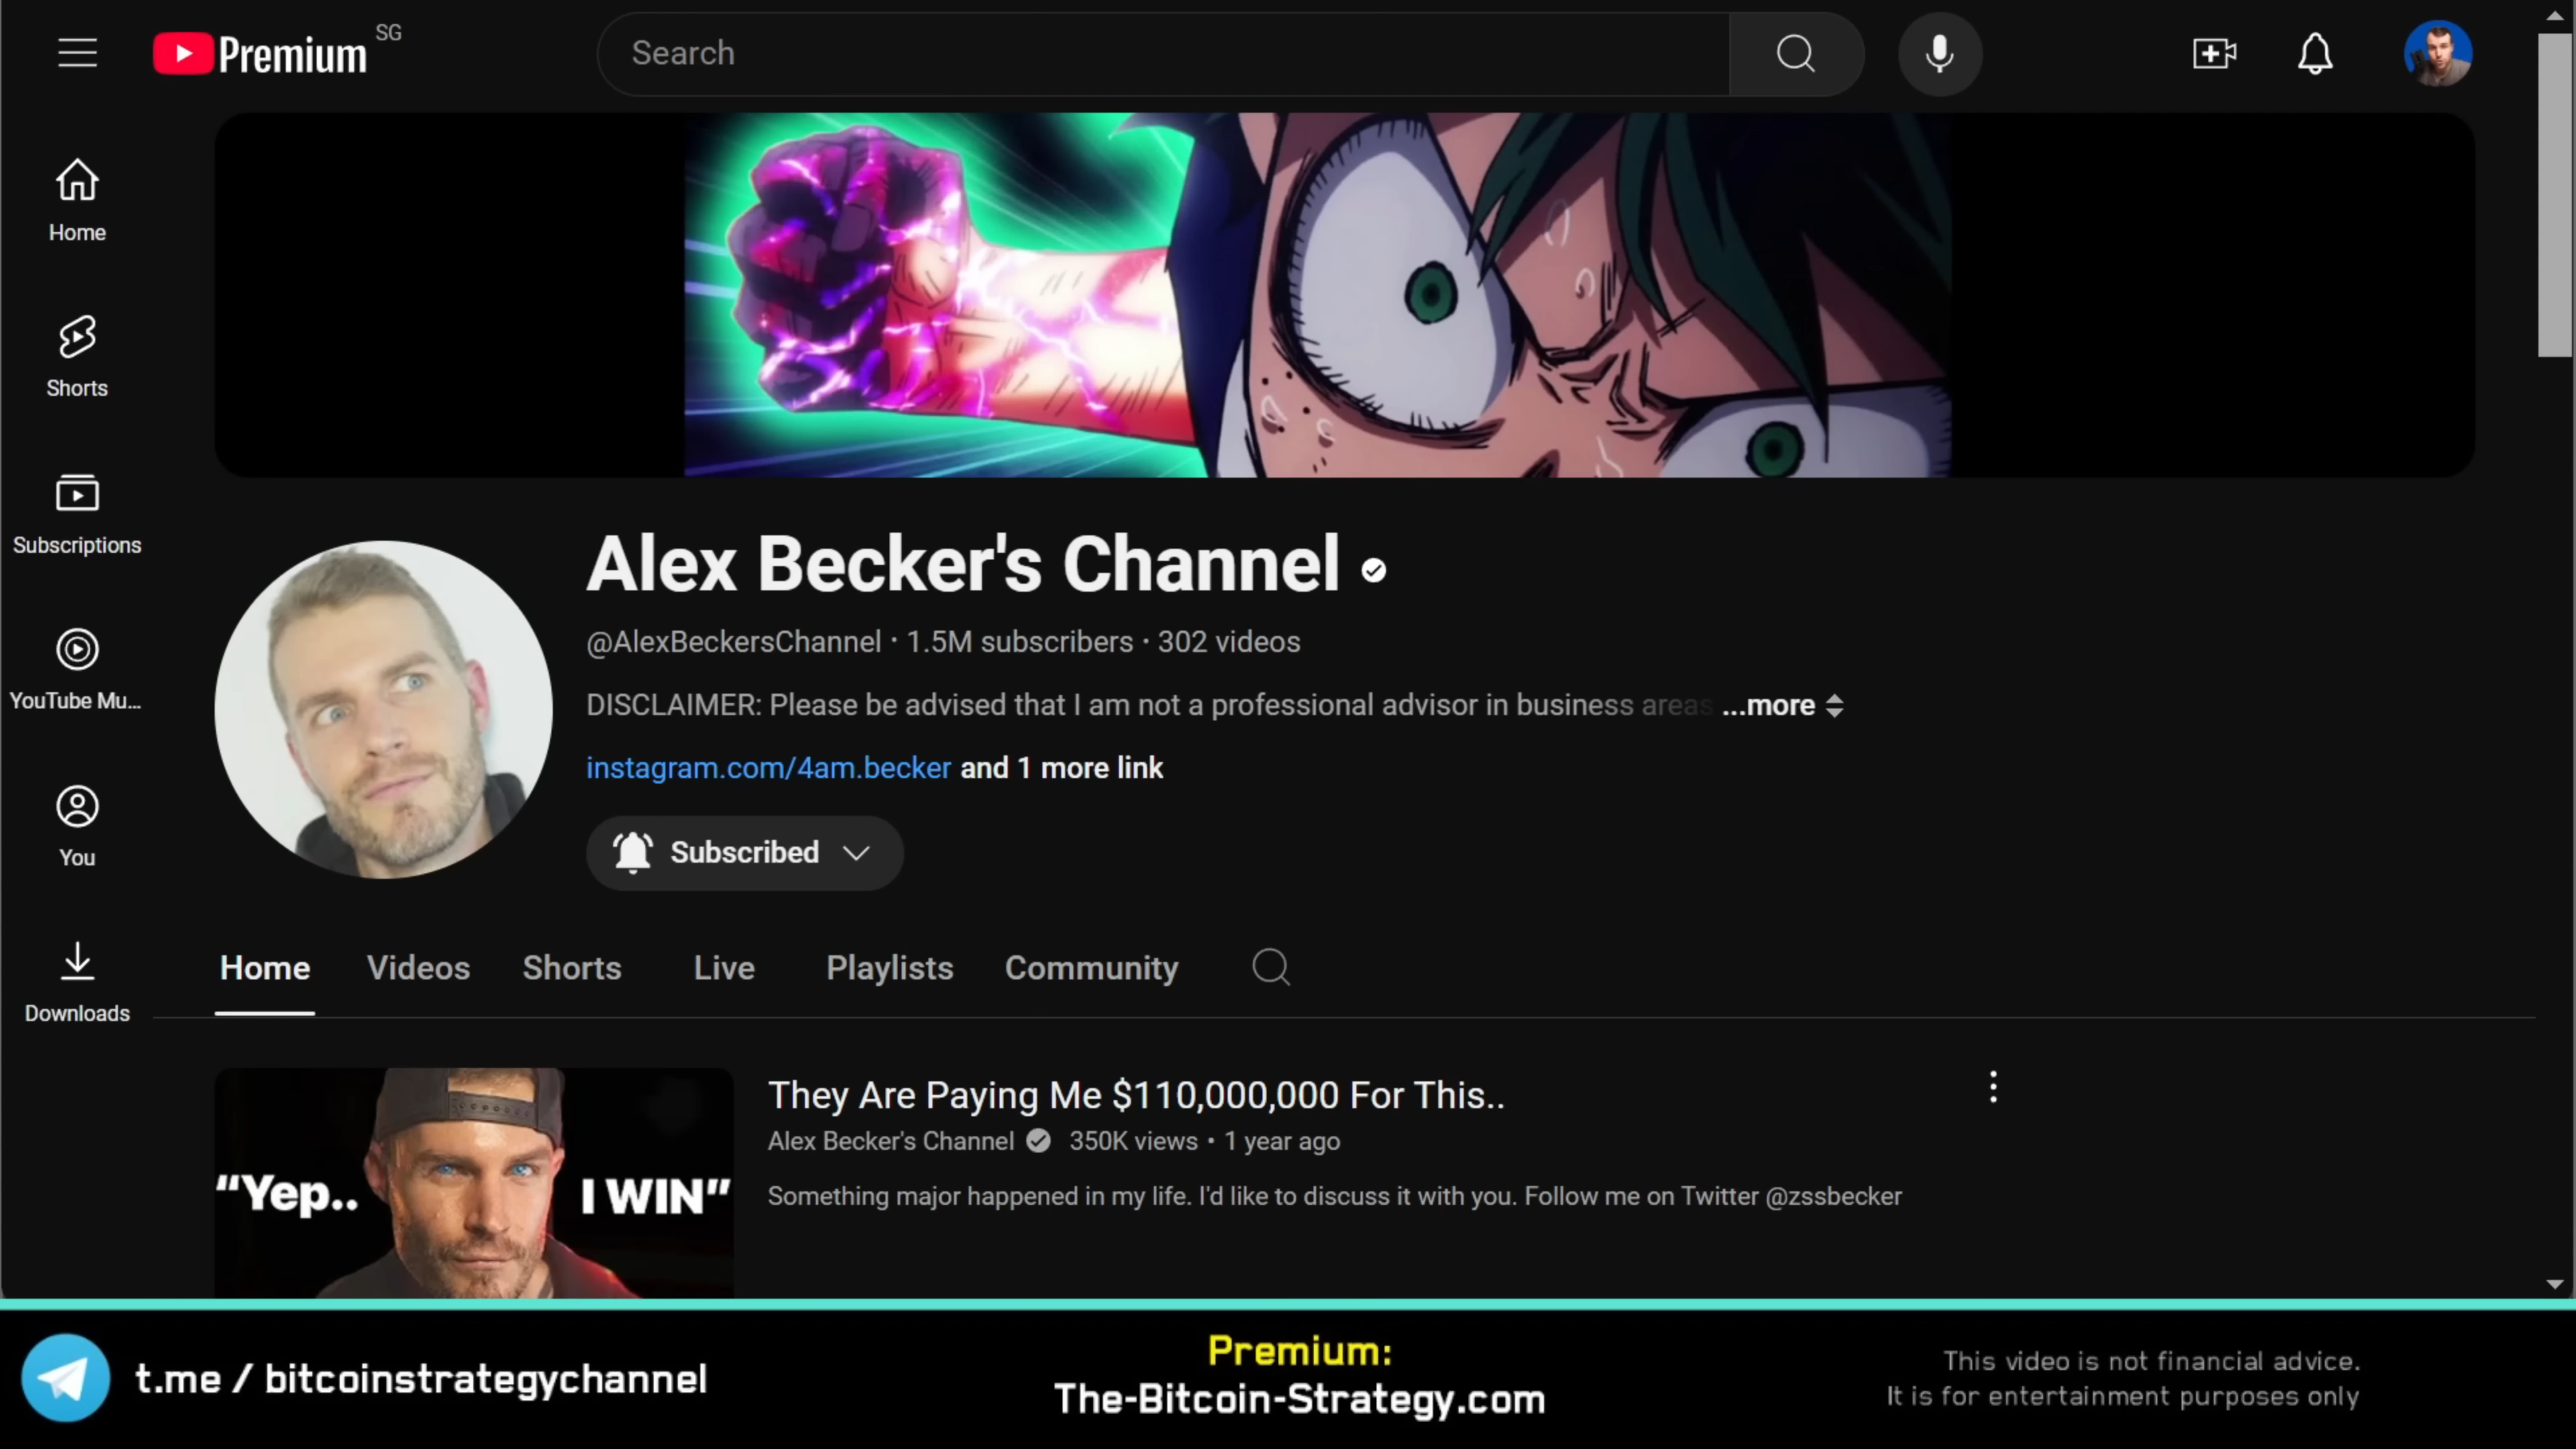 Premium SG
Search
Home
Shorts
Subscriptions
YouTube Mu...
You
Downloads
Alex Becker's Channel
@AlexBeckersChannel · 1.5M subscribers · 302 videos
DISCLAIMER: Please be advised that I am not a professional advisor in business areas ...more
instagram.com/4am.becker and 1 more link
Subscribed
Home Videos Shorts Live Playlists Community
"Yep.. I WIN"
They Are Paying Me $110,000,000 For This..
Alex Becker's Channel 350K views • 1 year ago
Something major happened in my life. I'd like to discuss it with you. Follow me on Twitter @zssbecker
t.me / bitcoinstrategychannel
Premium:
The-Bitcoin-Strategy.com
This video is not financial advice.
It is for entertainment purposes only